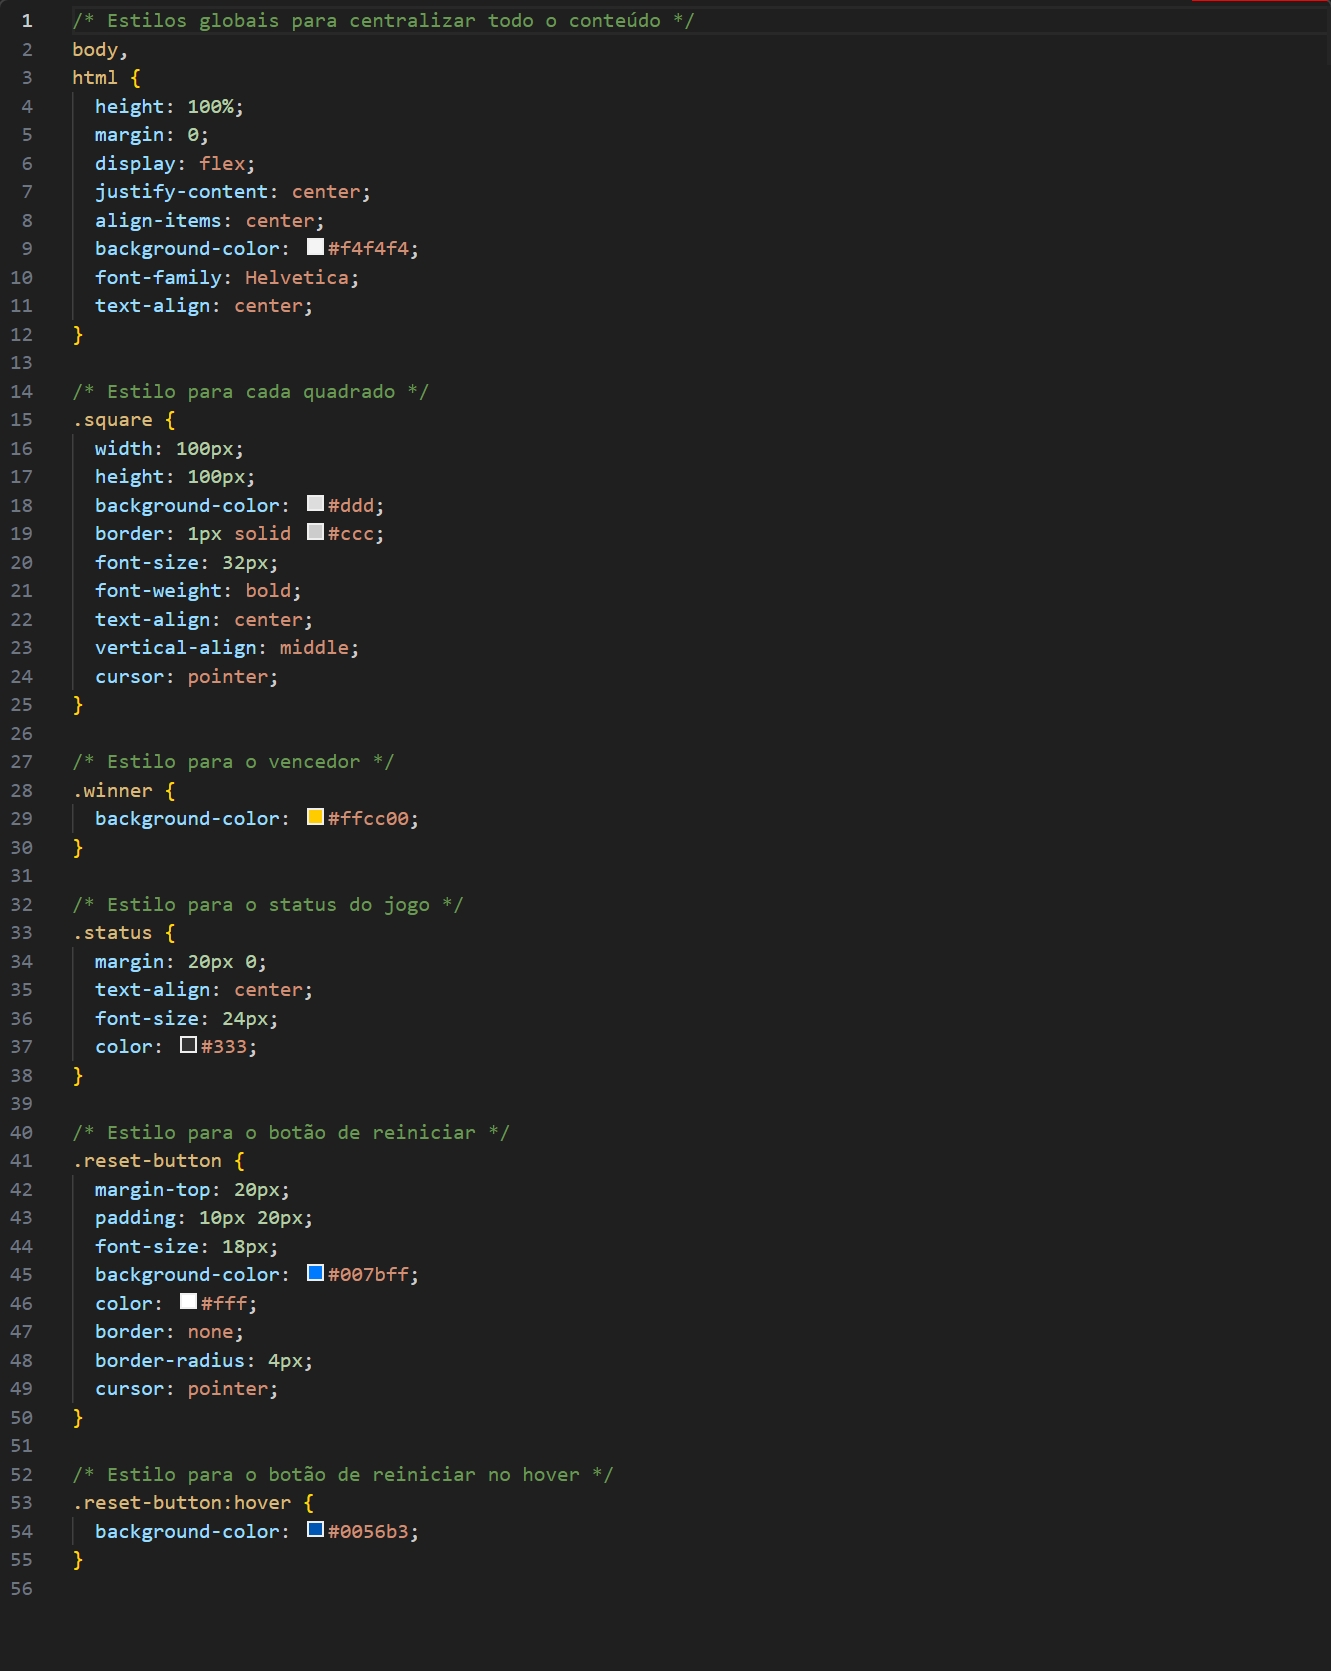 1 /* Estilos globais para centralizar todo o conteúdo */
2 body,
3 html {
4 height: 100%;
5 margin: 0;
6 display: flex;
7 justify-content: center;
8 align-items: center;
9 background-color: #f4f4f4;
10 font-family: Helvetica;
11 text-align: center;
12 }
13
14 /* Estilo para cada quadrado */
15 .square {
16 width: 100px;
17 height: 100px;
18 background-color: #ddd;
19 border: 1px solid #ccc;
20 font-size: 32px;
21 font-weight: bold;
22 text-align: center;
23 vertical-align: middle;
24 cursor: pointer;
25 }
26
27 /* Estilo para o vencedor */
28 .winner {
29 background-color: #ffcc00;
30 }
31
32 /* Estilo para o status do jogo */
33 .status {
34 margin: 20px 0;
35 text-align: center;
36 font-size: 24px;
37 color: #333;
38 }
39
40 /* Estilo para o botão de reiniciar */
41 .reset-button {
42 margin-top: 20px;
43 padding: 10px 20px;
44 font-size: 18px;
45 background-color: #007bff;
46 color: #fff;
47 border: none;
48 border-radius: 4px;
49 cursor: pointer;
50 }
51
52 /* Estilo para o botão de reiniciar no hover */
53 .reset-button:hover {
54 background-color: #0056b3;
55 }
56